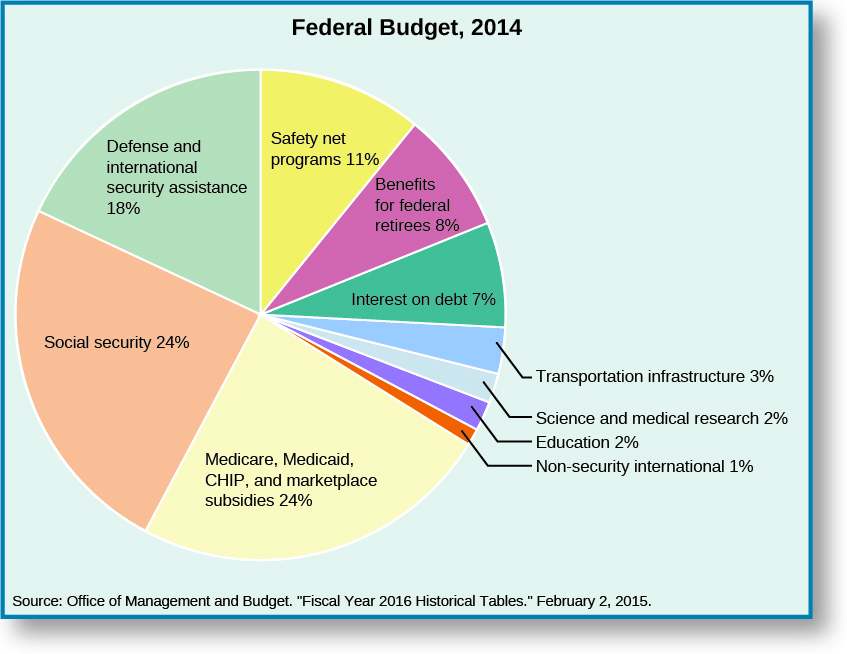 Federal Budget, 2014
Safety net
programs 11%
Benefits
for federal
retirees 8%
Interest on debt 7%
Transportation infrastructure 3%
Science and medical research 2%
Education 2%
Non-security international 1%
Medicare, Medicaid,
CHIP, and marketplace
subsidies 24%
Social security 24%
Defense and
international
security assistance
18%
Source: Office of Management and Budget. "Fiscal Year 2016 Historical Tables." February 2, 2015.